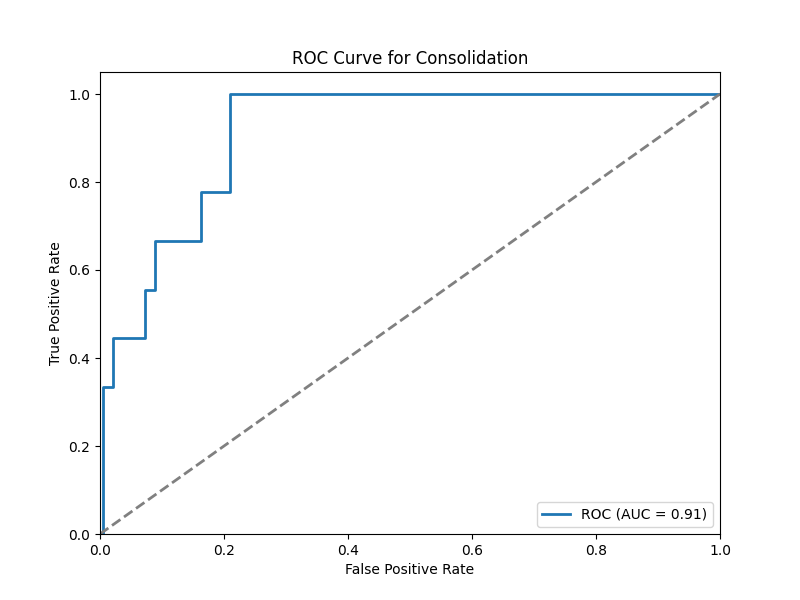 ROC Curve for Consolidation
1.0
0.8
0.6
0.4
0.2
0.0
True Positive Rate
0.0 0.2 0.4 0.6 0.8 1.0
False Positive Rate
ROC (AUC = 0.91)